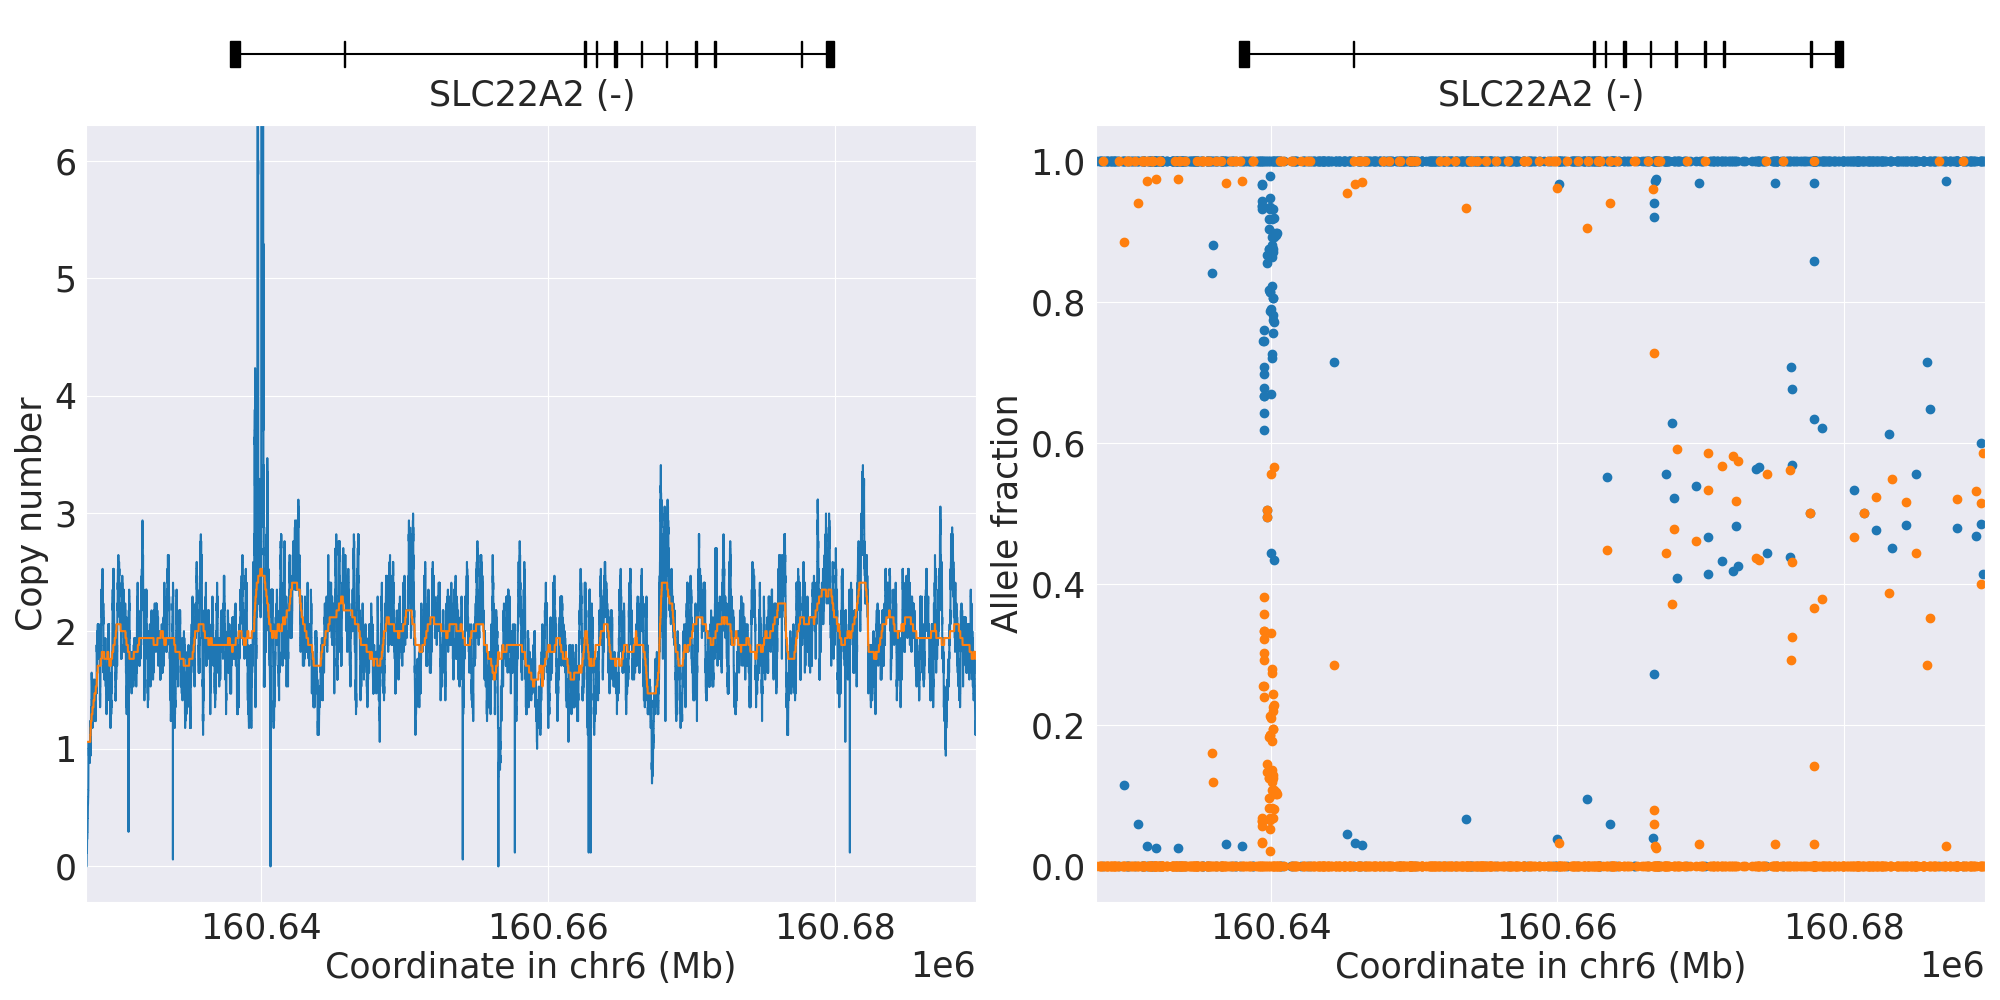 SLC22A2 (-)
6
5
4
3
2
1
0
Copy number
160.64 160.66 160.68
Coordinate in chr6 (Mb)
1e6
SLC22A2 (-)
1.0
0.8
0.6
0.4
0.2
0.0
Allele fraction
160.64 160.66 160.68
Coordinate in chr6 (Mb)
1e6